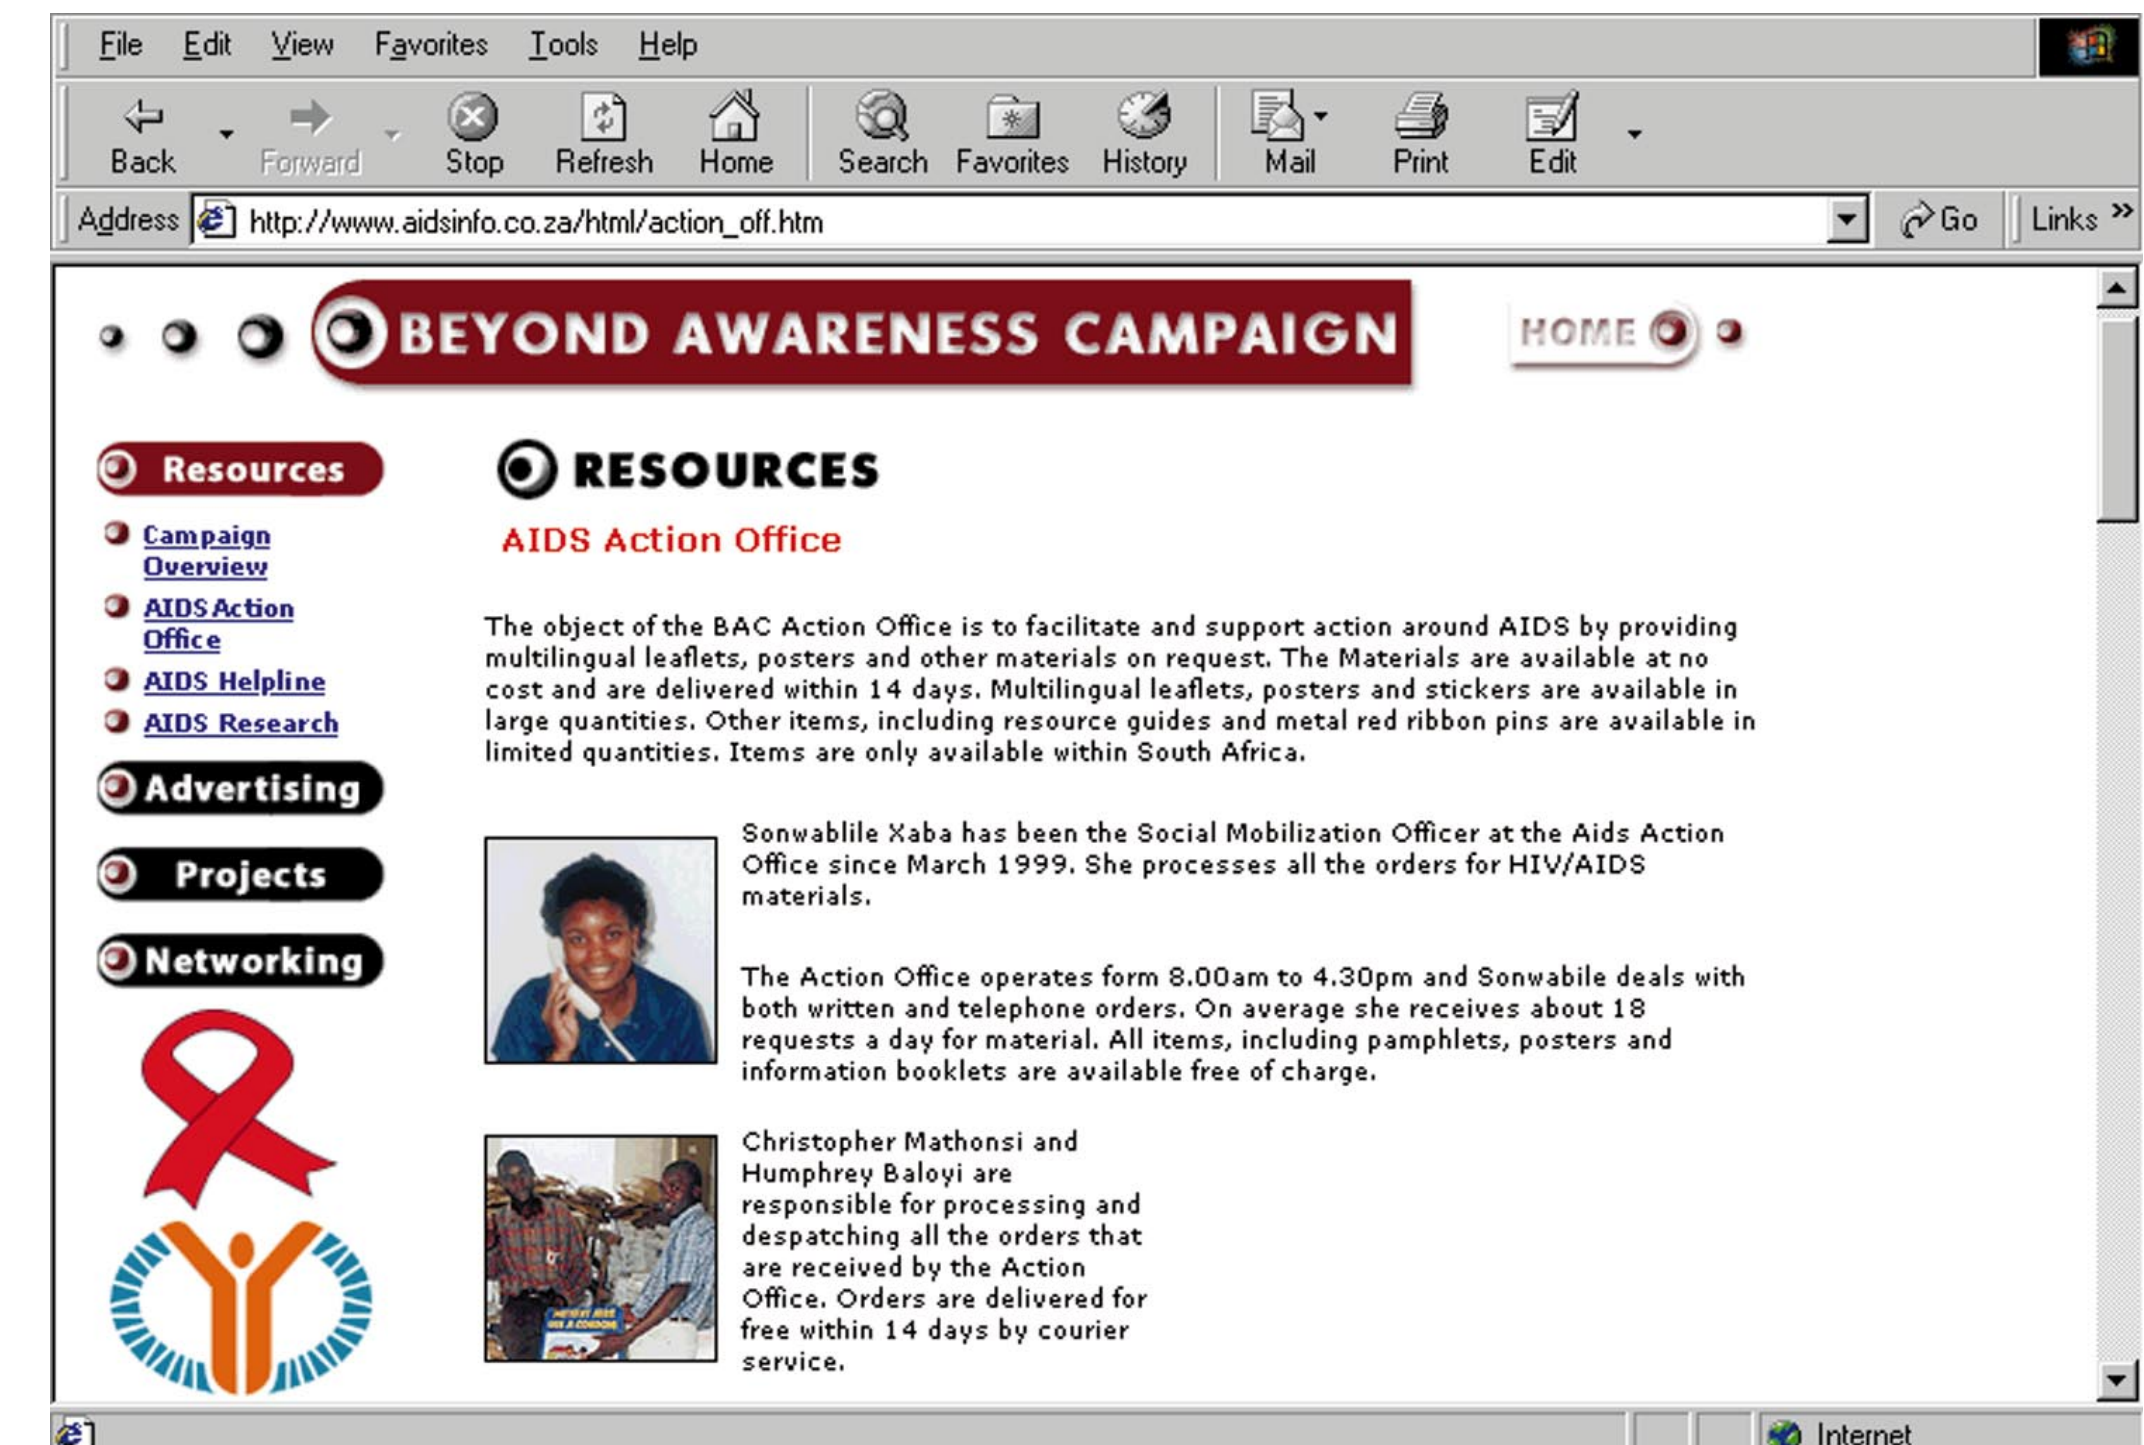 File Edit View Favorites Tools Help
Back Forward Stop Refresh Home Search Favorites History Mail Print Edit
Address http://www.aidsinfo.co.za/html/action_off.htm Go Links »
BEYOND AWARENESS CAMPAIGN HOME
Resources
Campaign
Overview
AIDS Action
Office
AIDS Helpline
AIDS Research
Advertising
Projects
Networking
RESOURCES
AIDS Action Office
The object of the BAC Action Office is to facilitate and support action around AIDS by providing
multilingual leaflets, posters and other materials on request. The Materials are available at no
cost and are delivered within 14 days. Multilingual leaflets, posters and stickers are available in
large quantities. Other items, including resource guides and metal red ribbon pins are available in
limited quantities. Items are only available within South Africa.
Sonwablile Xaba has been the Social Mobilization Officer at the Aids Action
Office since March 1999. She processes all the orders for HIV/AIDS
materials.
The Action Office operates form 8.00am to 4.30pm and Sonwabile deals with
both written and telephone orders. On average she receives about 18
requests a day for material. All items, including pamphlets, posters and
information booklets are available free of charge.
Christopher Mathonsi and
Humphrey Baloyi are
responsible for processing and
despatching all the orders that
are received by the Action
Office. Orders are delivered for
free within 14 days by courier
service.
USE A CONDOM
Internet